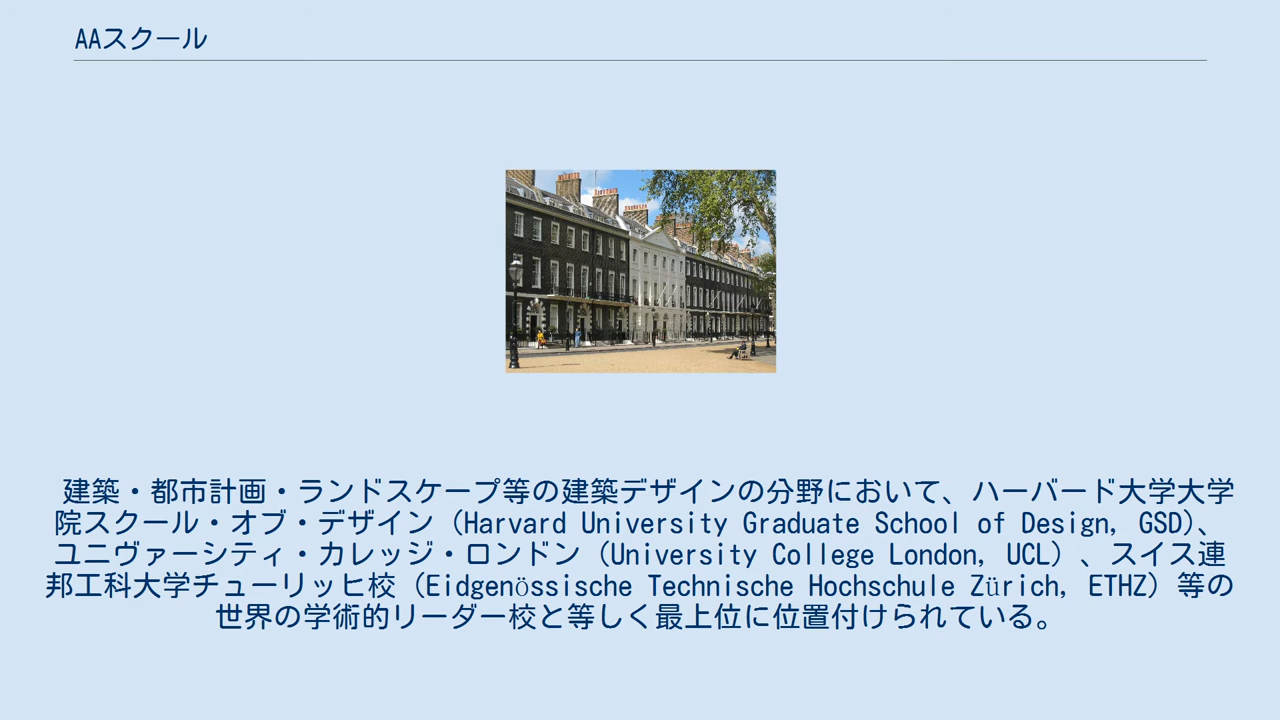 AAスクール
建築・都市計画・ランドスケープ等の建築デザインの分野において、ハーバード大学大学
院スクール・オブ・デザイン（Harvard University Graduate School of Design, GSD)、
ユニヴァーシティ・カレッジ・ロンドン（University College London, UCL）、スイス連
邦工科大学チューリッヒ校（Eidgenössische Technische Hochschule Zürich, ETHZ）等の
世界の学術的リーダー校と等しく最上位に位置付けられている。